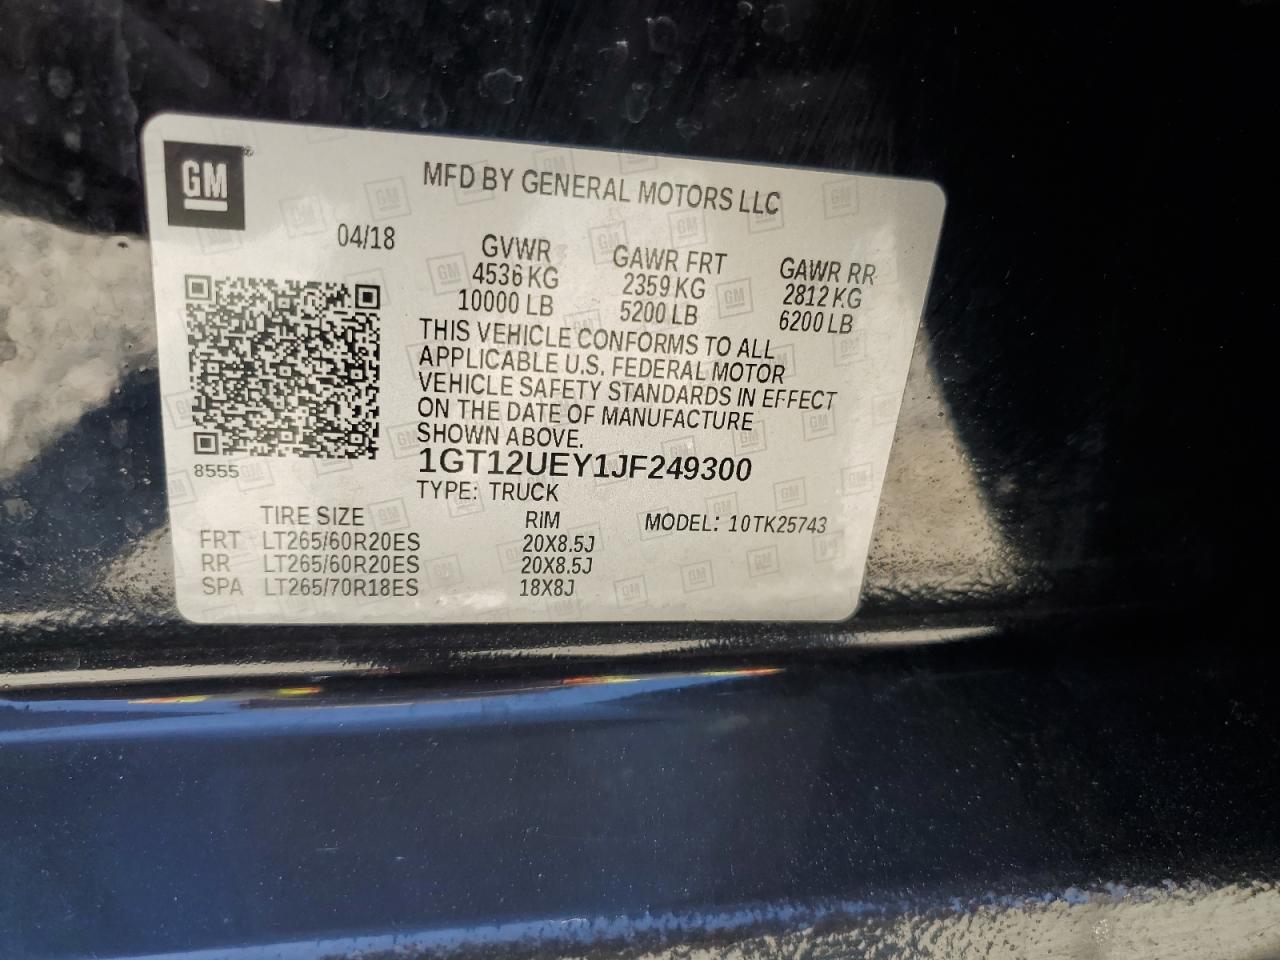 GM
MFD BY GENERAL MOTORS LLC
04/18
GVWR
4536 KG
10000 LB
GAWR FRT
2359 KG
5200 LB
GAWR RR
2812 KG
6200 LB
THIS VEHICLE CONFORMS TO ALL
APPLICABLE U.S. FEDERAL MOTOR
VEHICLE SAFETY STANDARDS IN EFFECT
ON THE DATE OF MANUFACTURE
SHOWN ABOVE.
8555
1GT12UEY1JF249300
TYPE: TRUCK
TIRE SIZE RIM MODEL: 10TK25743
FRT LT265/60R20ES 20X8.5J
RR LT265/60R20ES 20X8.5J
SPA LT265/70R18ES 18X8J